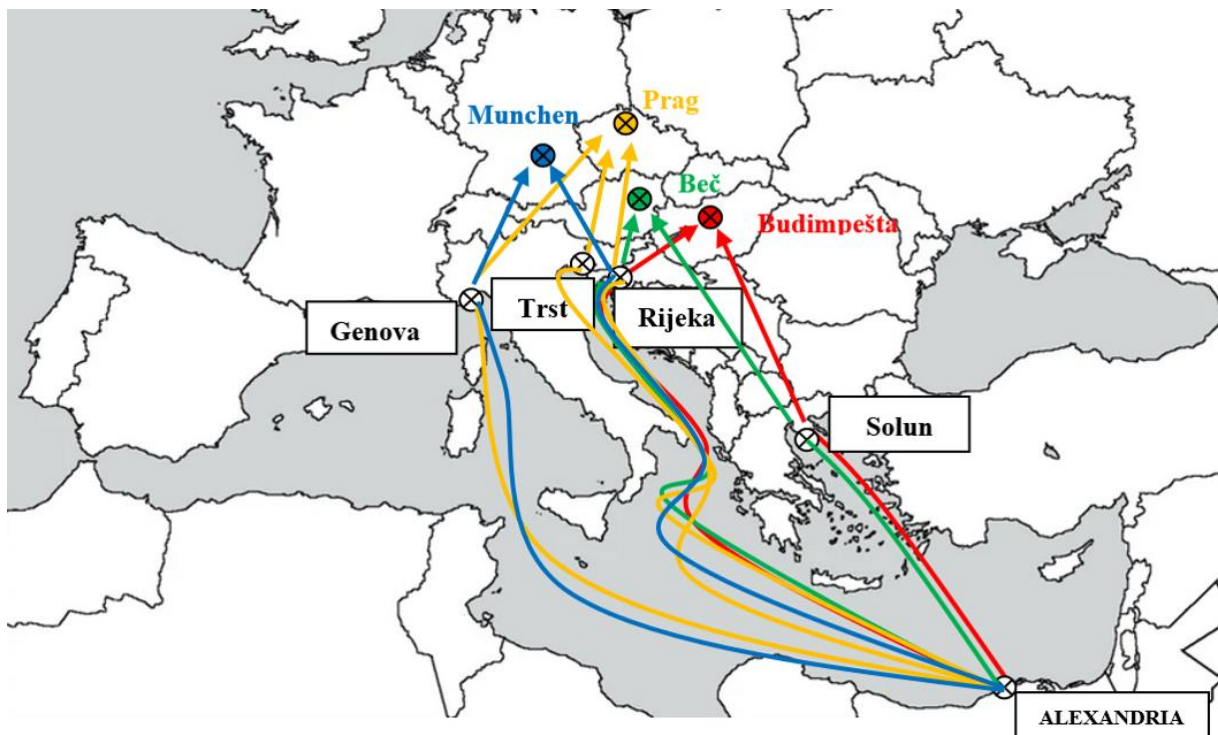 Prag
Munchen
Beč
Budimpešta
Trst
Rijeka
Genova
Solun
ALEXANDRIA